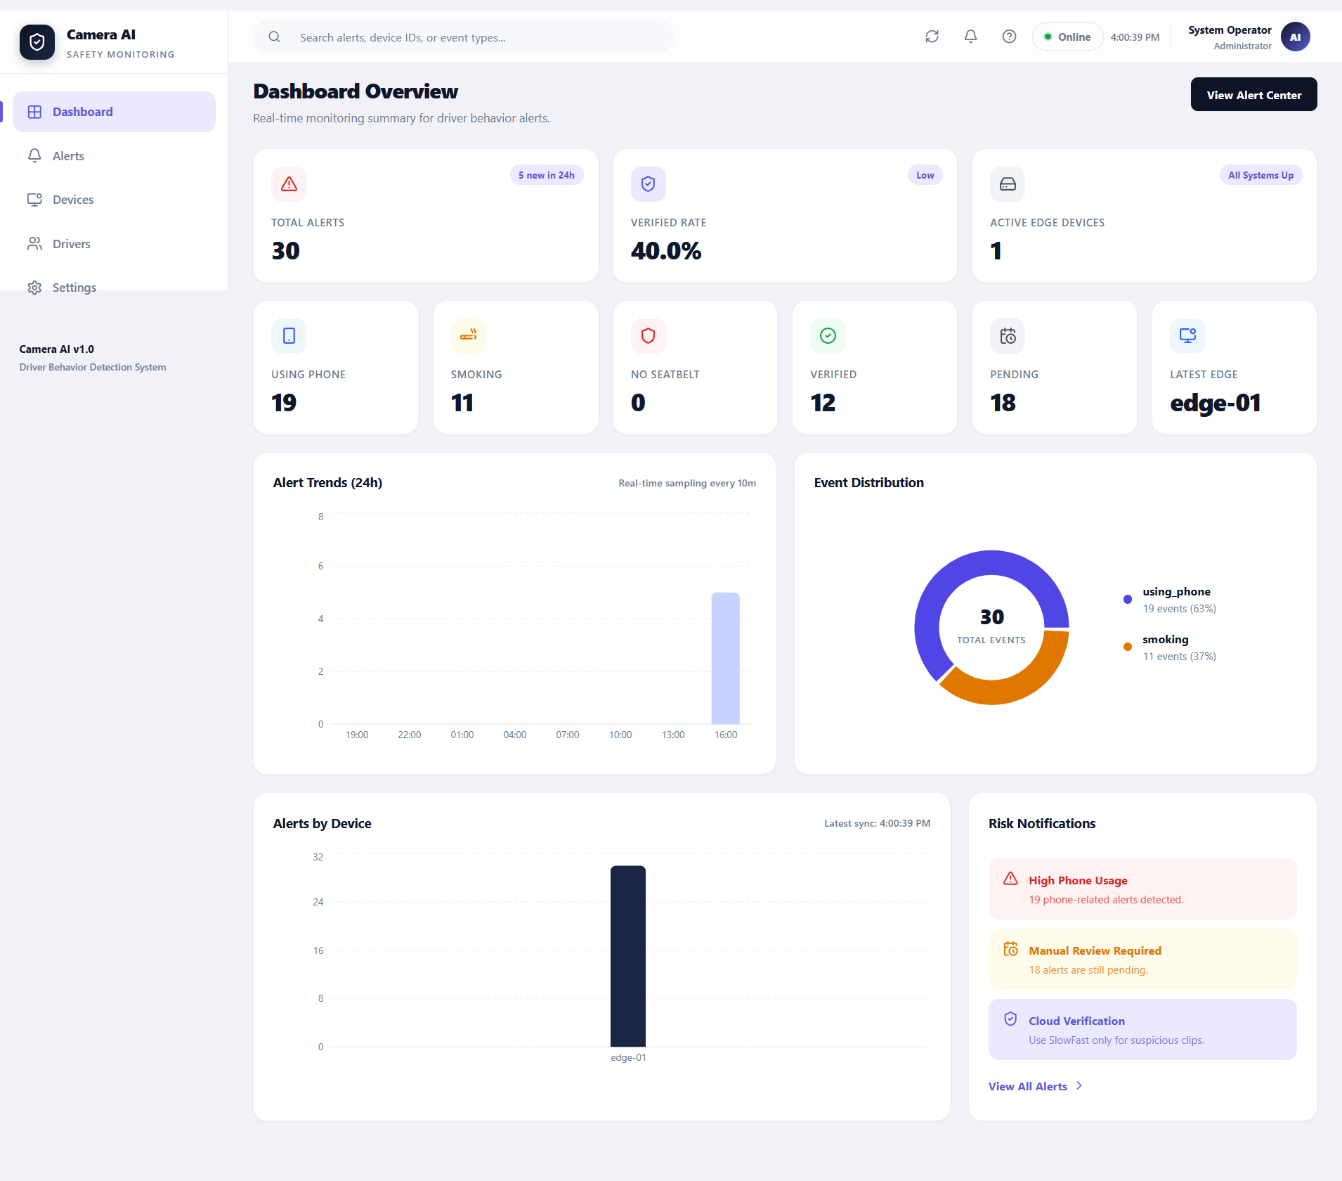 Camera AI
SAFETY MONITORING
Search alerts, device IDs, or event types...
Online
4:00:39 PM
System Operator
Administrator
AI
Dashboard
Alerts
Devices
Drivers
Settings
Camera AI v1.0
Driver Behavior Detection System
Dashboard Overview
Real-time monitoring summary for driver behavior alerts.
View Alert Center
5 new in 24h
TOTAL ALERTS
30
Low
VERIFIED RATE
40.0%
All Systems Up
ACTIVE EDGE DEVICES
1
USING PHONE
19
SMOKING
11
NO SEATBELT
0
VERIFIED
12
PENDING
18
LATEST EDGE
edge-01
Alert Trends (24h)
Real-time sampling every 10m
8
6
4
2
0
19:00 22:00 01:00 04:00 07:00 10:00 13:00 16:00
Event Distribution
30
TOTAL EVENTS
using_phone
19 events (63%)
smoking
11 events (37%)
Alerts by Device
Latest sync: 4:00:39 PM
32
24
16
8
0
edge-01
Risk Notifications
High Phone Usage
19 phone-related alerts detected.
Manual Review Required
18 alerts are still pending.
Cloud Verification
Use SlowFast only for suspicious clips.
View All Alerts